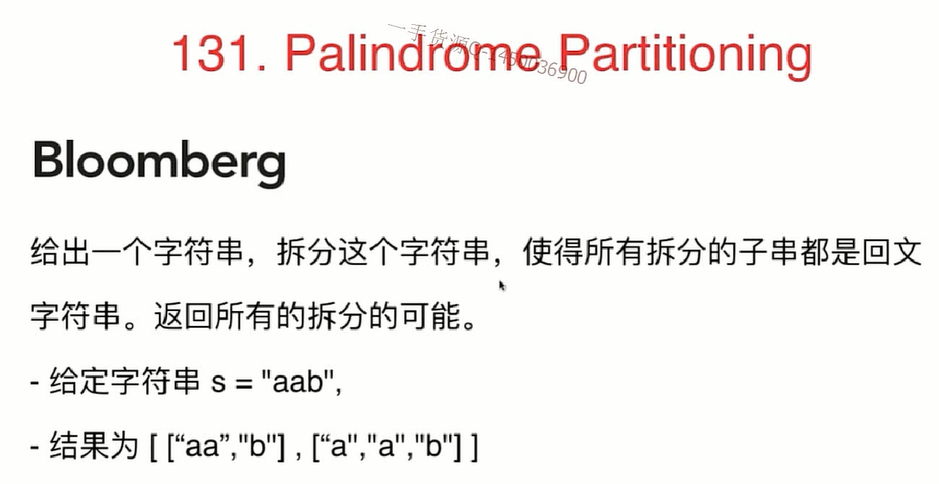 131. Palindrome Partitioning
一手货源Q-1450036900
Bloomberg
给出一个字符串，拆分这个字符串，使得所有拆分的子串都是回文
字符串。返回所有的拆分的可能。
- 给定字符串 s = "aab",
- 结果为 [ [“aa”,"b"] , [“a","a","b"] ]